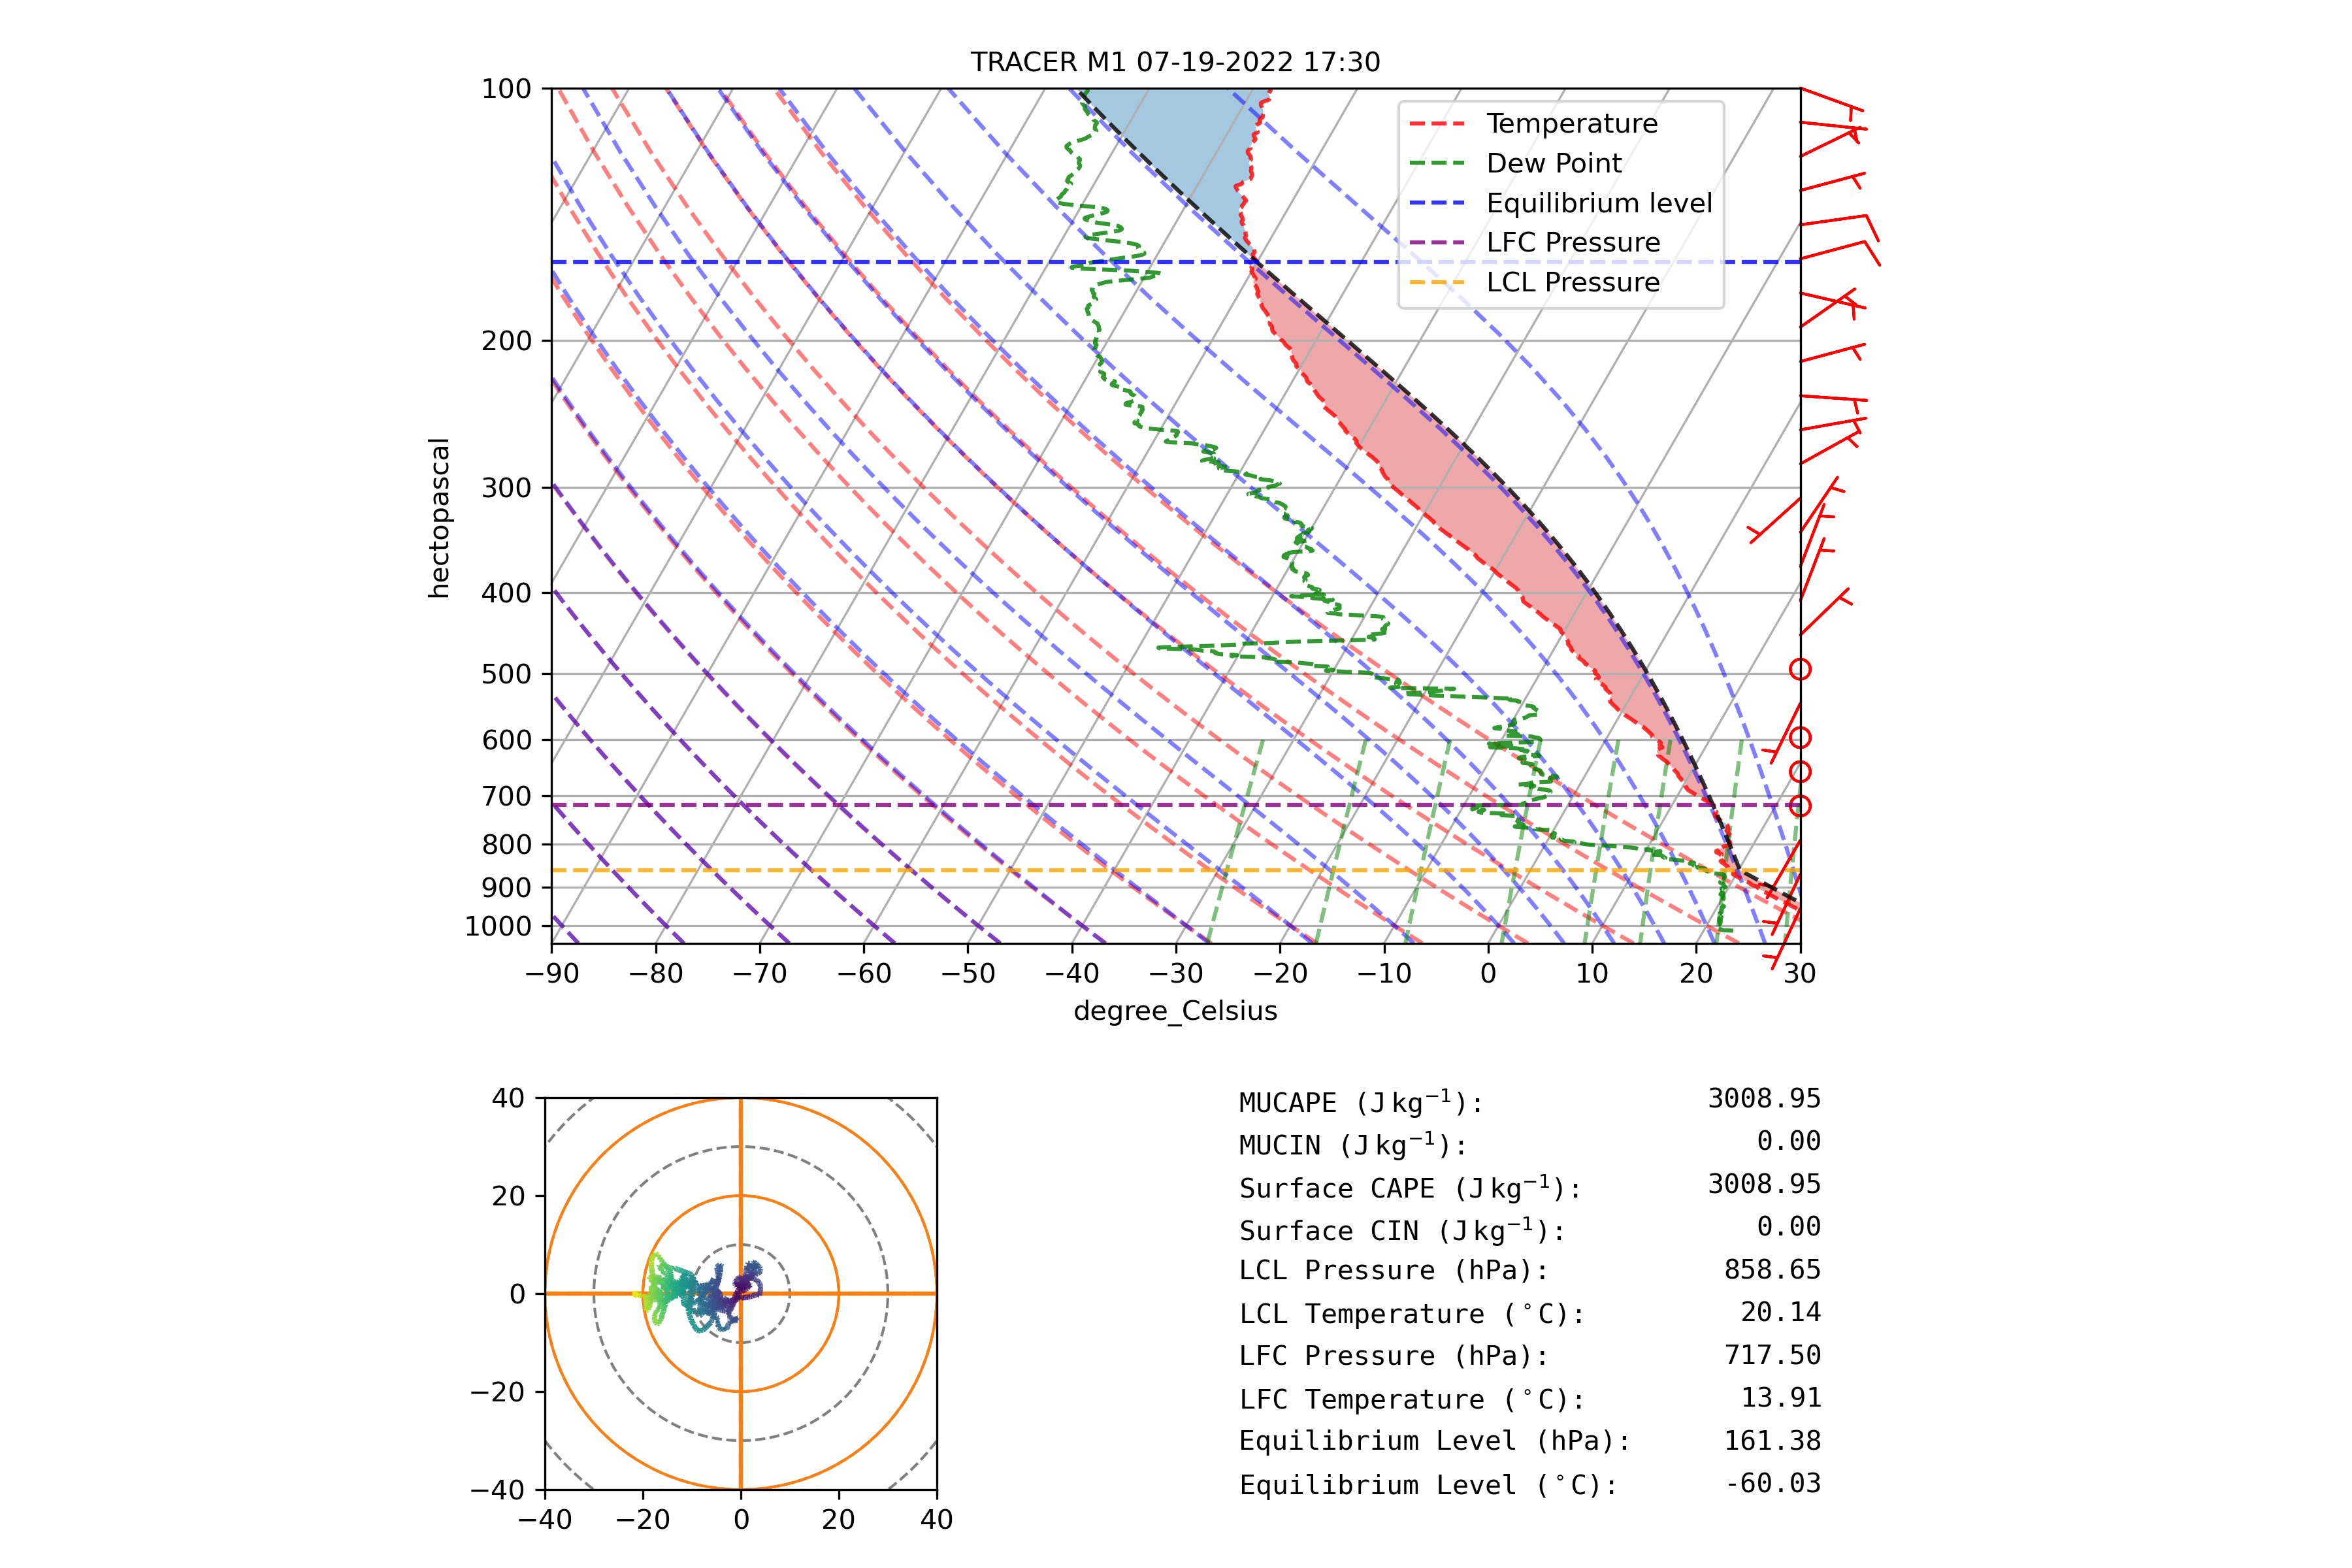 TRACER M1 07-19-2022 17:30
100
200
300
400
500
600
700
800
900
1000
hectopascal
Temperature
Dew Point
Equilibrium level
LFC Pressure
LCL Pressure
−90 −80 −70 −60 −50 −40 −30 −20 −10 0 10 20 30
degree_Celsius
40
20
0
−20
−40
−40 −20 0 20 40
MUCAPE (J kg⁻¹): 3008.95
MUCIN (J kg⁻¹): 0.00
Surface CAPE (J kg⁻¹): 3008.95
Surface CIN (J kg⁻¹): 0.00
LCL Pressure (hPa): 858.65
LCL Temperature (°C): 20.14
LFC Pressure (hPa): 717.50
LFC Temperature (°C): 13.91
Equilibrium Level (hPa): 161.38
Equilibrium Level (°C): -60.03